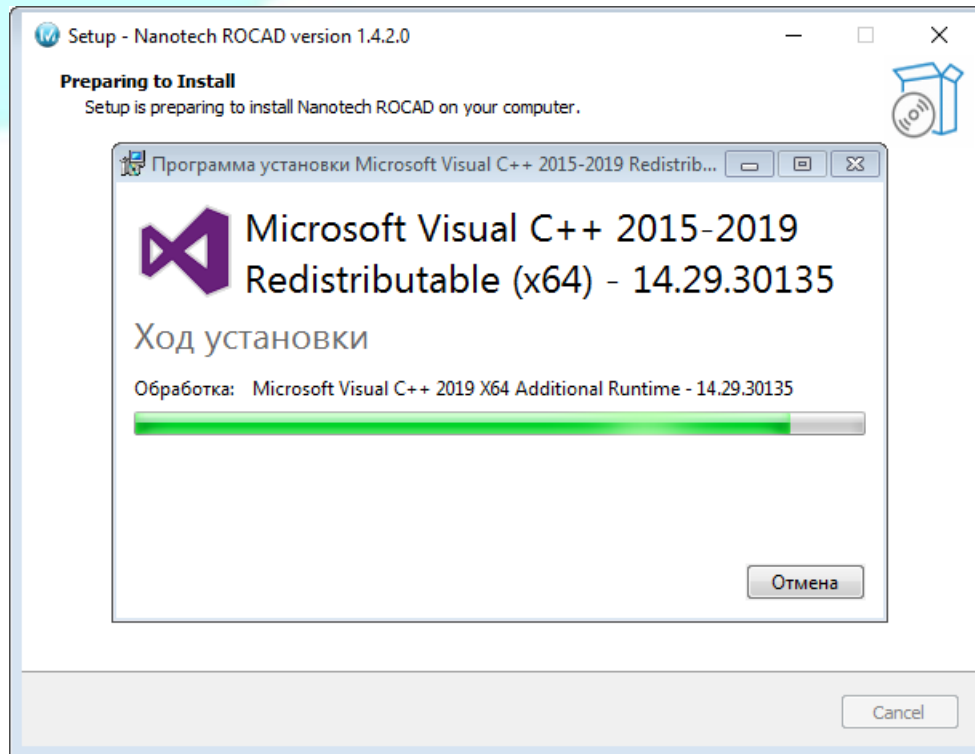 Setup - Nanotech ROCAD version 1.4.2.0
Preparing to Install
Setup is preparing to install Nanotech ROCAD on your computer.
Программа установки Microsoft Visual C++ 2015-2019 Redistrib...
Microsoft Visual C++ 2015-2019
Redistributable (x64) - 14.29.30135
Ход установки
Обработка: Microsoft Visual C++ 2019 X64 Additional Runtime - 14.29.30135
Отмена
Cancel